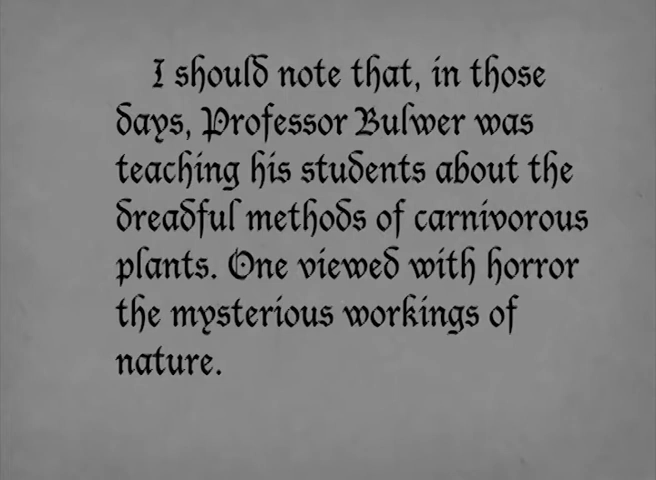 I should note that, in those
days, Professor Bulwer was
teaching his students about the
dreadful methods of carnivorous
plants. One viewed with horror
the mysterious workings of
nature.